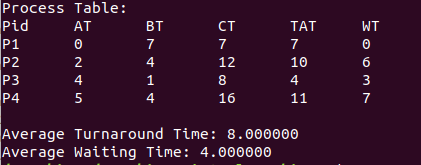 Process Table:
Pid AT BT CT TAT WT
P1 0 7 7 7 0
P2 2 4 12 10 6
P3 4 1 8 4 3
P4 5 4 16 11 7
Average Turnaround Time: 8.000000
Average Waiting Time: 4.000000